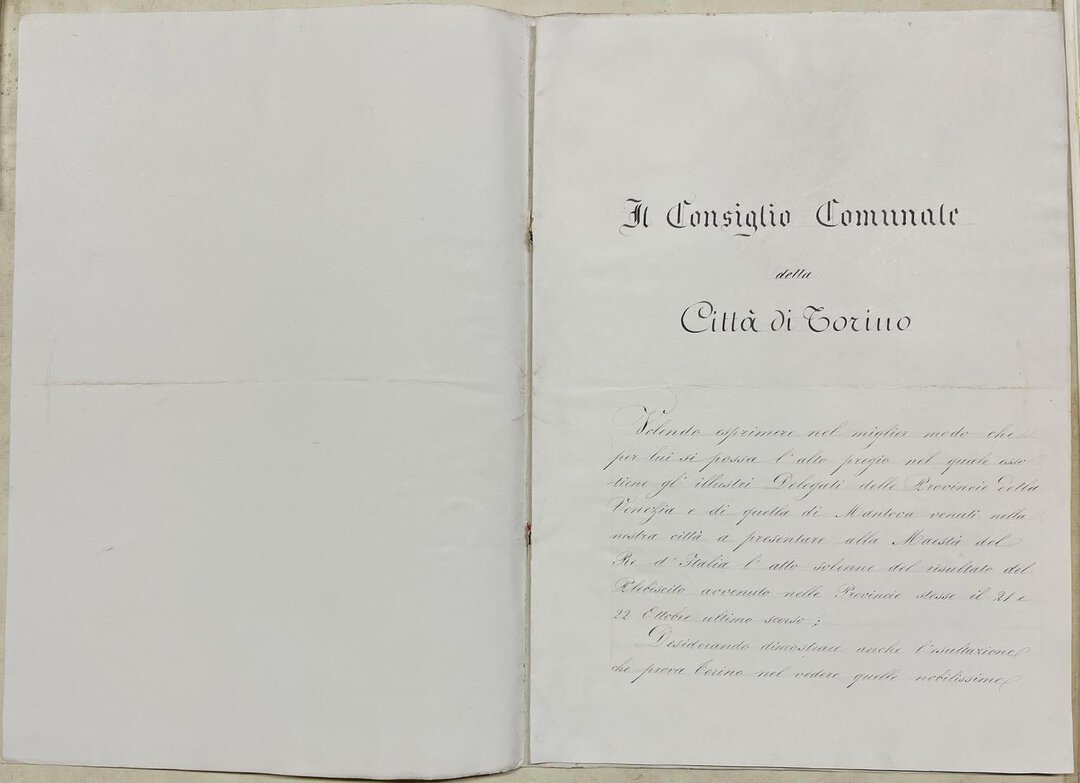 Il Consiglio Comunale
della
Città di Torino
Volendo esprimere nel miglior modo che
per lui si possa l'alto pregio nel quale esso
tiene gl' illustri Delegati delle Provincie della
Venezia e di quella di Mantova venuti nella
nostra città a presentare alla Maestà del
Re d'Italia l'atto solenne del risultato del
Plebiscito avvenuto nelle Provincie stesse il 21 e
22 Ottobre ultimo scorso;
Desiderando dimostrare anche l'esultazione
che prova Torino nel vedere quelle nobilissime